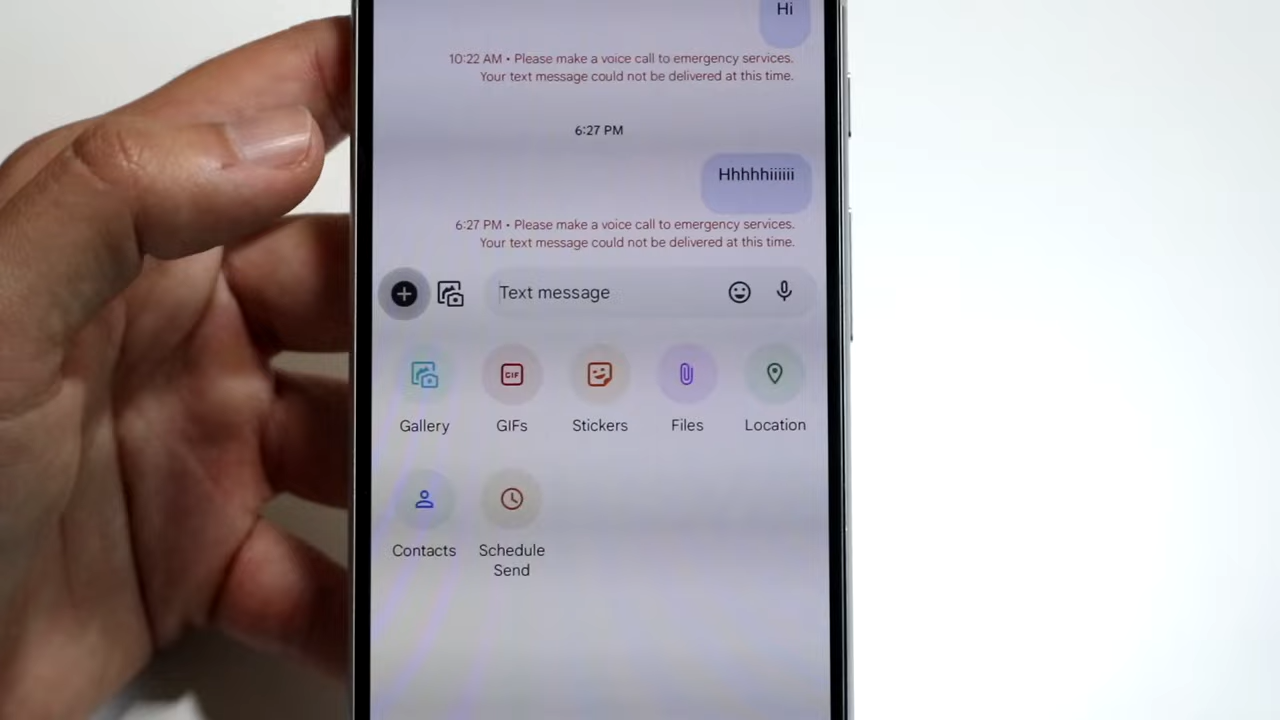 Hi
10:22 AM • Please make a voice call to emergency services.
Your text message could not be delivered at this time.
6:27 PM
Hhhhhiiiiii
6:27 PM • Please make a voice call to emergency services.
Your text message could not be delivered at this time.
Text message
GIF
Gallery GIFs Stickers Files Location
Contacts Schedule
Send